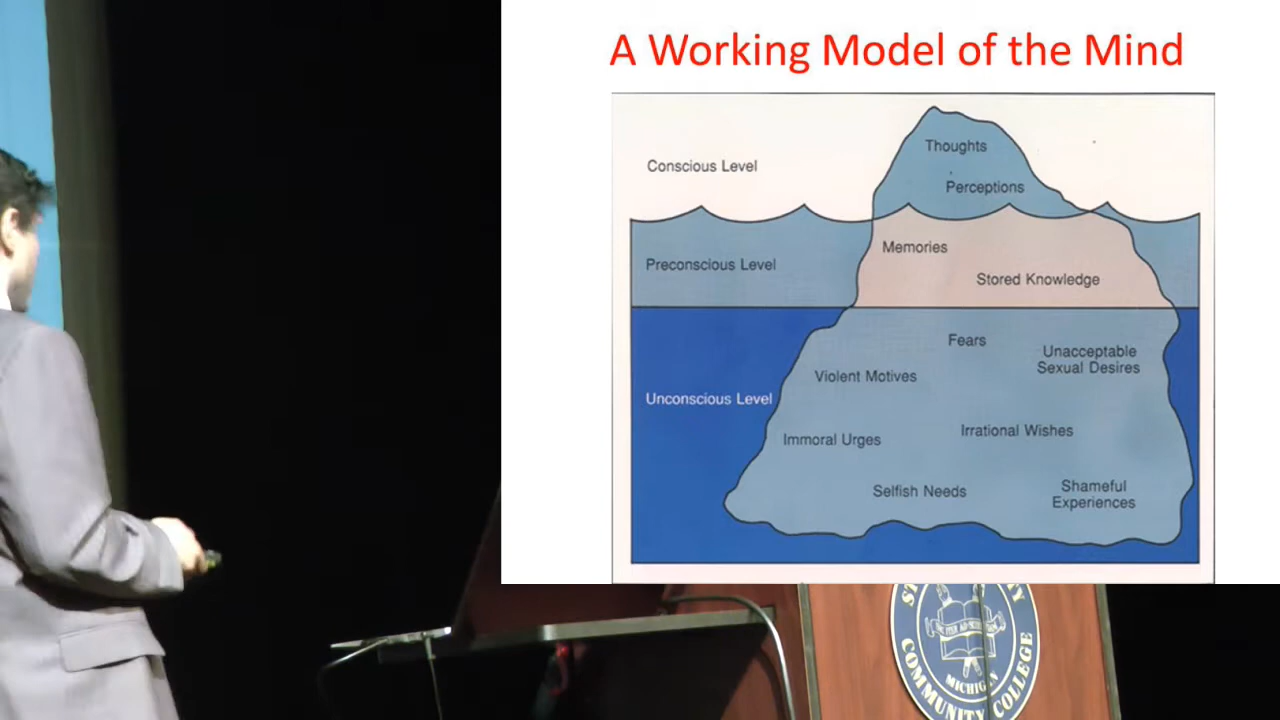 A Working Model of the Mind
Conscious Level
Thoughts
Perceptions
Preconscious Level
Memories
Stored Knowledge
Unconscious Level
Fears
Unacceptable
Sexual Desires
Violent Motives
Immoral Urges
Irrational Wishes
Selfish Needs
Shameful
Experiences
COMMUNITY COLLEGE
MICHIGAN